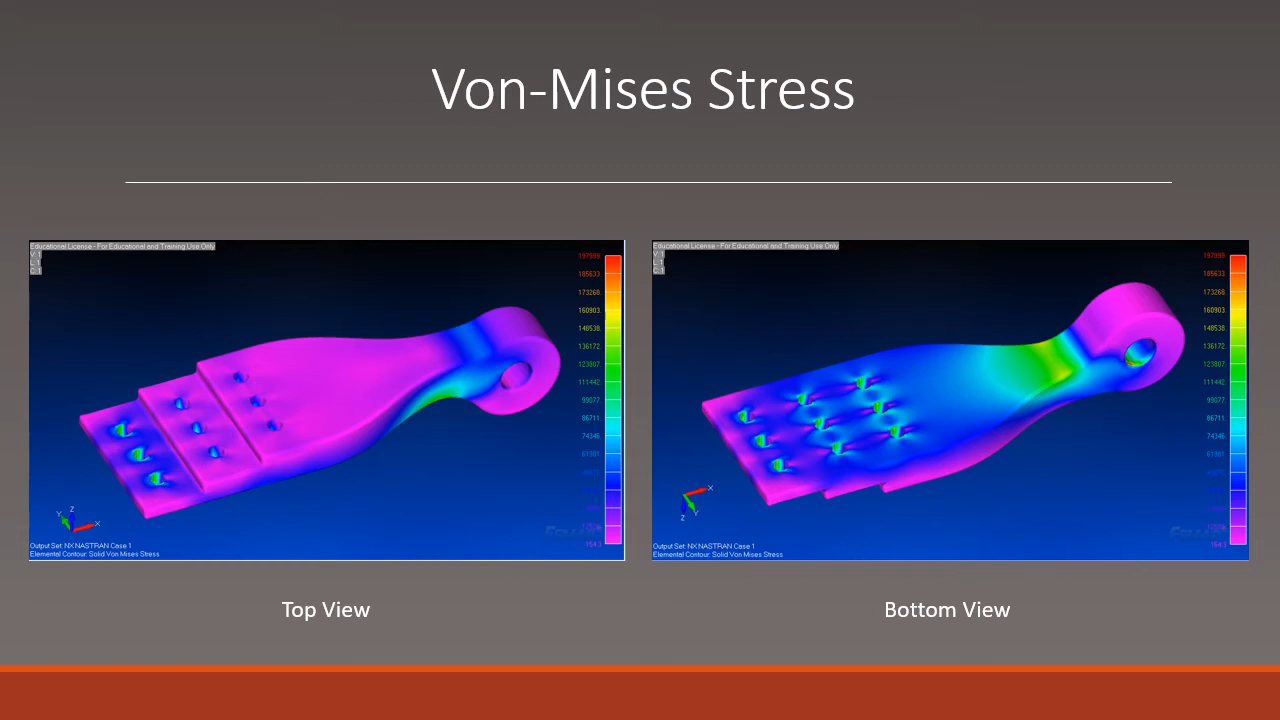 Von-Mises Stress
Educational License - For Educational and Training Use Only
V:1
L:1
C:1
197999.
185633.
173268.
160903.
148538.
136172.
123807.
111442.
99077.
86711.
74346.
61981.
Y
Z
X
Output Set: NX NASTRAN Case 1
Elemental Contour: Solid Von Mises Stress
Educational License - For Educational and Training Use Only
V:1
L:1
C:1
197999.
185633.
173268.
160903.
148538.
136172.
123807.
111442.
99077.
86711.
74346.
61981.
X
Y
Z
Output Set: NX NASTRAN Case 1
Elemental Contour: Solid Von Mises Stress
Top View
Bottom View